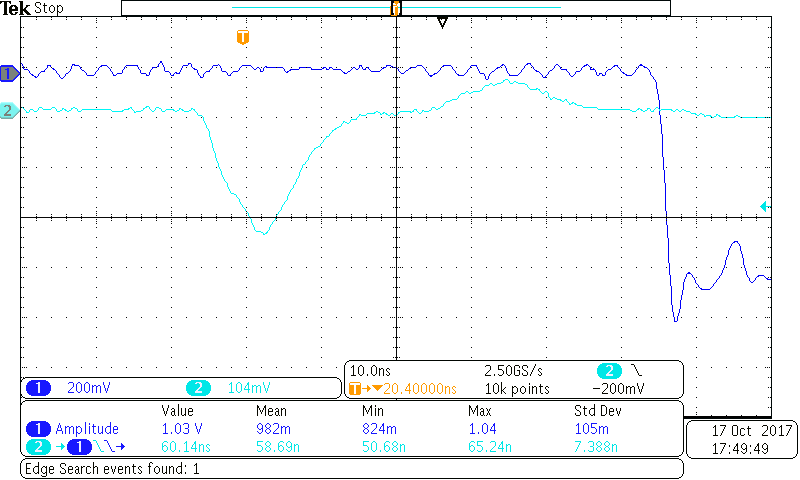 Tek Stop
T
T
1
2
10.0ns 2.50GS/s 2
1 200mV 2 104mV T→▼20.40000ns 10k points −200mV
Value Mean Min Max Std Dev
1 Amplitude 1.03 V 982m 824m 1.04 105m
2 → 1 → 60.14ns 58.69n 50.68n 65.24n 7.388n
17 Oct 2017
17:49:49
Edge Search events found: 1